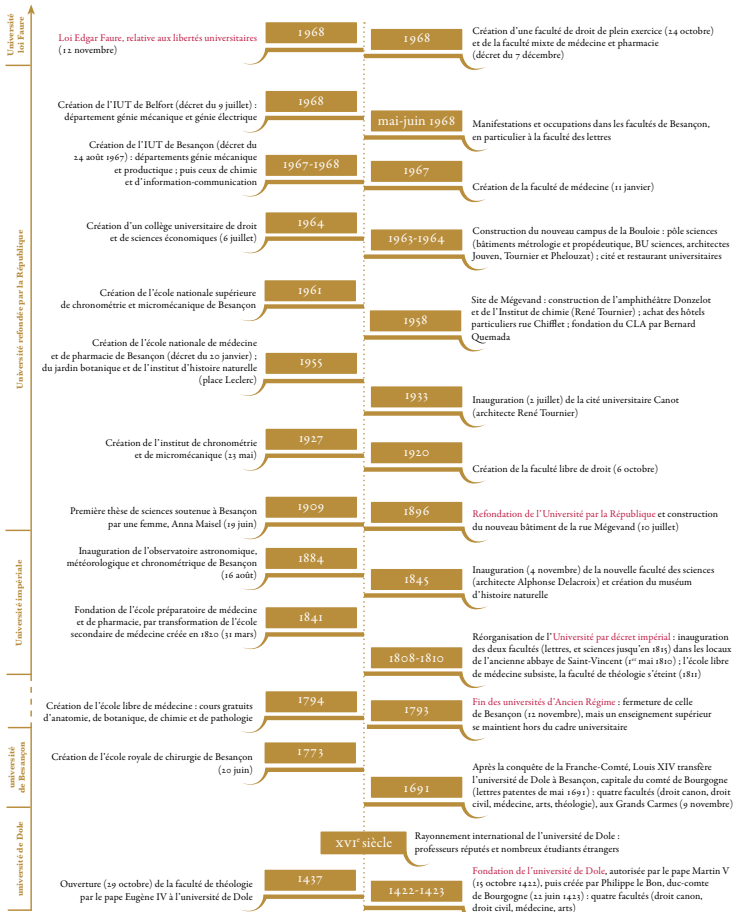 Université
loi Faure
Loi Edgar Faure, relative aux libertés universitaires
(12 novembre)
1968
1968
Création d'une faculté de droit de plein exercice (24 octobre)
et de la faculté mixte de médecine et pharmacie
(décret du 7 décembre)
Université refondée par la République
Création de l'IUT de Belfort (décret du 9 juillet) :
département génie mécanique et génie électrique
1968
mai-juin 1968
Manifestations et occupations dans les facultés de Besançon,
en particulier à la faculté des lettres
Création de l'IUT de Besançon (décret du
24 août 1967) : départements génie mécanique
et productique ; puis ceux de chimie
et d'information-communication
1967-1968
1967
Création de la faculté de médecine (11 janvier)
Création d'un collège universitaire de droit
et de sciences économiques (6 juillet)
1964
1963-1964
Construction du nouveau campus de la Bouloie : pôle sciences
(bâtiments métrologie et propédeutique, BU sciences, architectes
Jouven, Tournier et Phelouzat) ; cité et restaurant universitaires
Création de l'école nationale supérieure
de chronométrie et micromécanique de Besançon
1961
1958
Site de Mégevand : construction de l'amphithéâtre Donzelot
et de l'Institut de chimie (René Tournier) ; achat des hôtels
particuliers rue Chifflet ; fondation du CLA par Bernard
Quemada
Création de l'école nationale de médecine
et de pharmacie de Besançon (décret du 20 janvier) ;
du jardin botanique et de l'institut d'histoire naturelle
(place Leclerc)
1955
1933
Inauguration (2 juillet) de la cité universitaire Canot
(architecte René Tournier)
Création de l'institut de chronométrie
et de micromécanique (23 mai)
1927
1920
Création de la faculté libre de droit (6 octobre)
Première thèse de sciences soutenue à Besançon
par une femme, Anna Maisel (19 juin)
1909
1896
Refondation de l'Université par la République et construction
du nouveau bâtiment de la rue Mégevand (10 juillet)
Université impériale
Inauguration de l'observatoire astronomique,
météorologique et chronométrique de Besançon
(16 août)
1884
1845
Inauguration (4 novembre) de la nouvelle faculté des sciences
(architecte Alphonse Delacroix) et création du muséum
d'histoire naturelle
Fondation de l'école préparatoire de médecine
et de pharmacie, par transformation de l'école
secondaire de médecine créée en 1820 (31 mars)
1841
1808-1810
Réorganisation de l'Université par décret impérial : inauguration
des deux facultés (lettres, et sciences jusqu'en 1815) dans les locaux
de l'ancienne abbaye de Saint-Vincent (1er mai 1810) ; l'école libre
de médecine subsiste, la faculté de théologie s'éteint (1811)
Création de l'école libre de médecine : cours gratuits
d'anatomie, de botanique, de chimie et de pathologie
1794
1793
Fin des universités d'Ancien Régime : fermeture de celle
de Besançon (12 novembre), mais un enseignement supérieur
se maintient hors du cadre universitaire
université
de Besançon
Création de l'école royale de chirurgie de Besançon
(20 juin)
1773
1691
Après la conquête de la Franche-Comté, Louis XIV transfère
l'université de Dole à Besançon, capitale du comté de Bourgogne
(lettres patentes de mai 1691) : quatre facultés (droit canon, droit
civil, médecine, arts, théologie), aux Grands Carmes (9 novembre)
université de Dole
XVIe siècle
Rayonnement international de l'université de Dole :
professeurs réputés et nombreux étudiants étrangers
Ouverture (29 octobre) de la faculté de théologie
par le pape Eugène IV à l'université de Dole
1437
1422-1423
Fondation de l'université de Dole, autorisée par le pape Martin V
(15 octobre 1422), puis créée par Philippe le Bon, duc-comte
de Bourgogne (22 juin 1423) : quatre facultés (droit canon,
droit civil, médecine, arts)